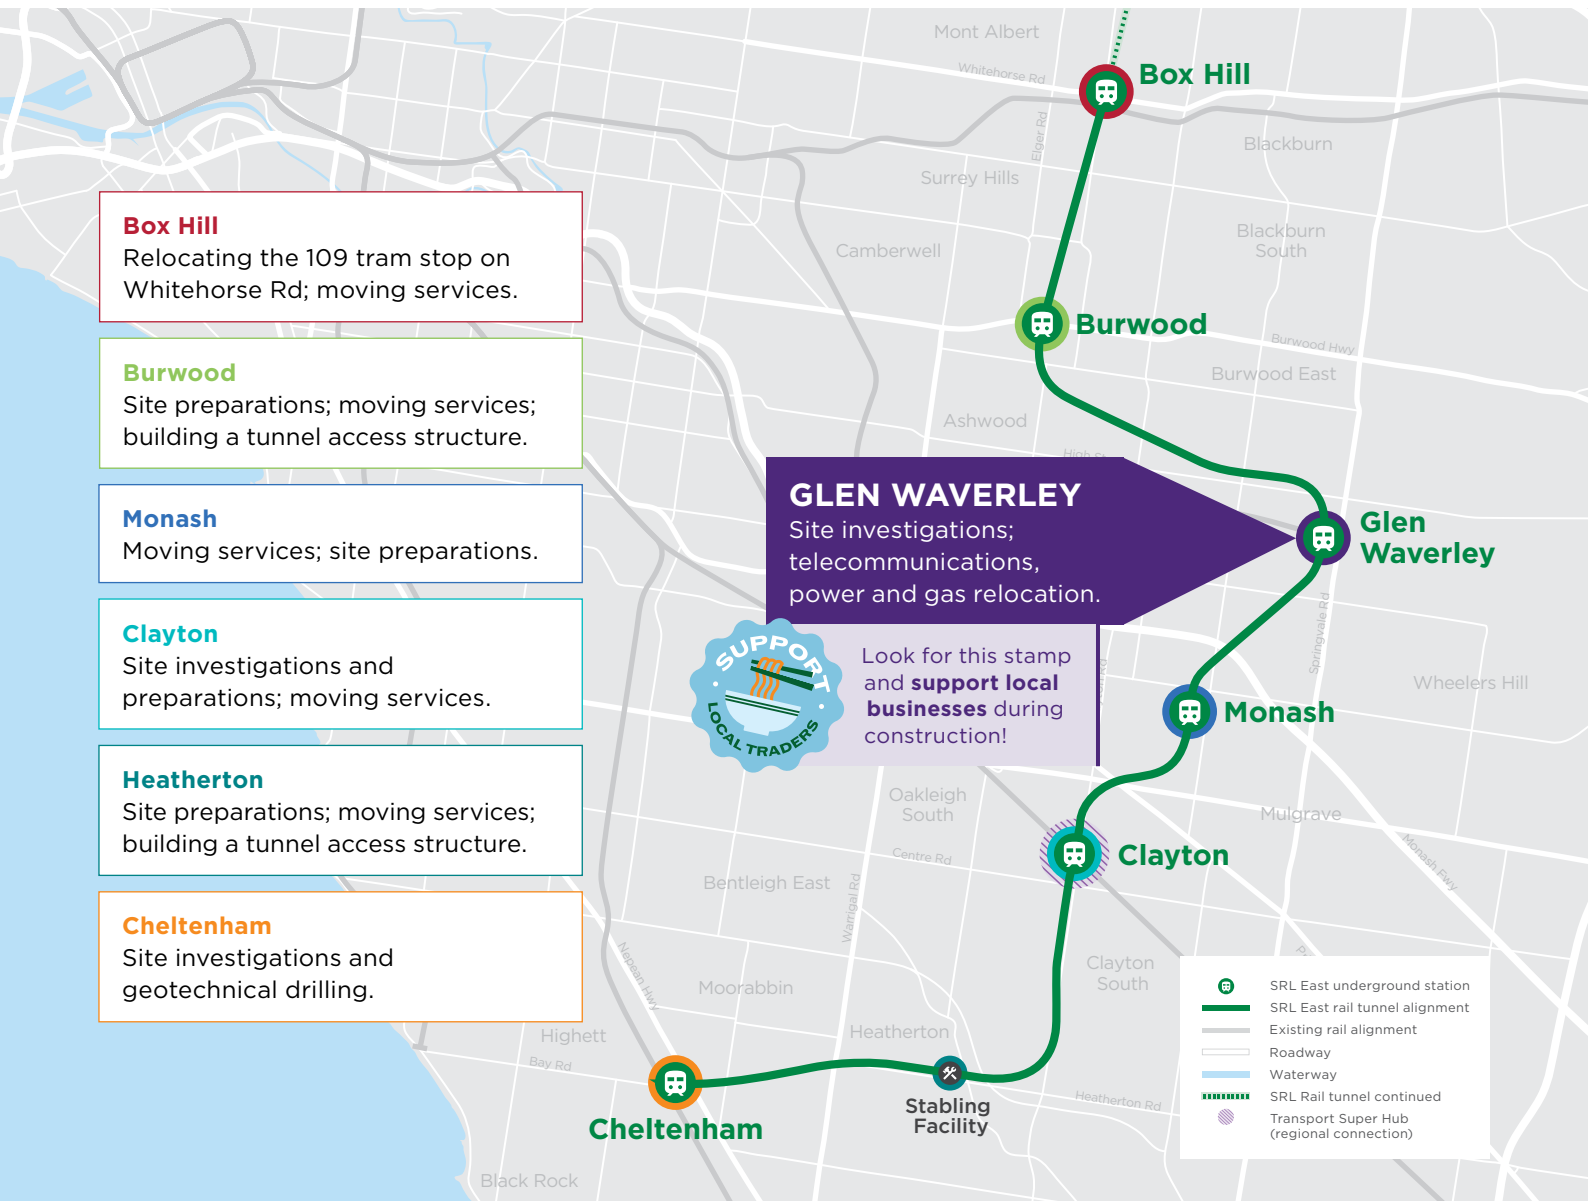 Mont Albert
Whitehorse Rd
Box Hill
Elgar Rd
Blackburn
Surrey Hills
Box Hill
Relocating the 109 tram stop on
Whitehorse Rd; moving services.
Camberwell
Blackburn
South
Burwood
Burwood Hwy
Burwood
Site preparations; moving services;
building a tunnel access structure.
Burwood East
Ashwood
High St
GLEN WAVERLEY
Site investigations;
telecommunications,
power and gas relocation.
Glen
Waverley
Monash
Moving services; site preparations.
Clayton
Site investigations and
preparations; moving services.
SUPPORT
LOCAL TRADERS
Look for this stamp
and support local
businesses during
construction!
Springvale Rd
Wheelers Hill
Monash
Heatherton
Site preparations; moving services;
building a tunnel access structure.
Oakleigh
South
Mulgrave
Centre Rd
Clayton
Monash Fwy
Bentleigh East
Warrigal Rd
Cheltenham
Site investigations and
geotechnical drilling.
Nepean Hwy
Moorabbin
Clayton
South
Highett
Heatherton
Bay Rd
Cheltenham
Stabling
Facility
Heatherton Rd
Black Rock
SRL East underground station
SRL East rail tunnel alignment
Existing rail alignment
Roadway
Waterway
SRL Rail tunnel continued
Transport Super Hub
(regional connection)